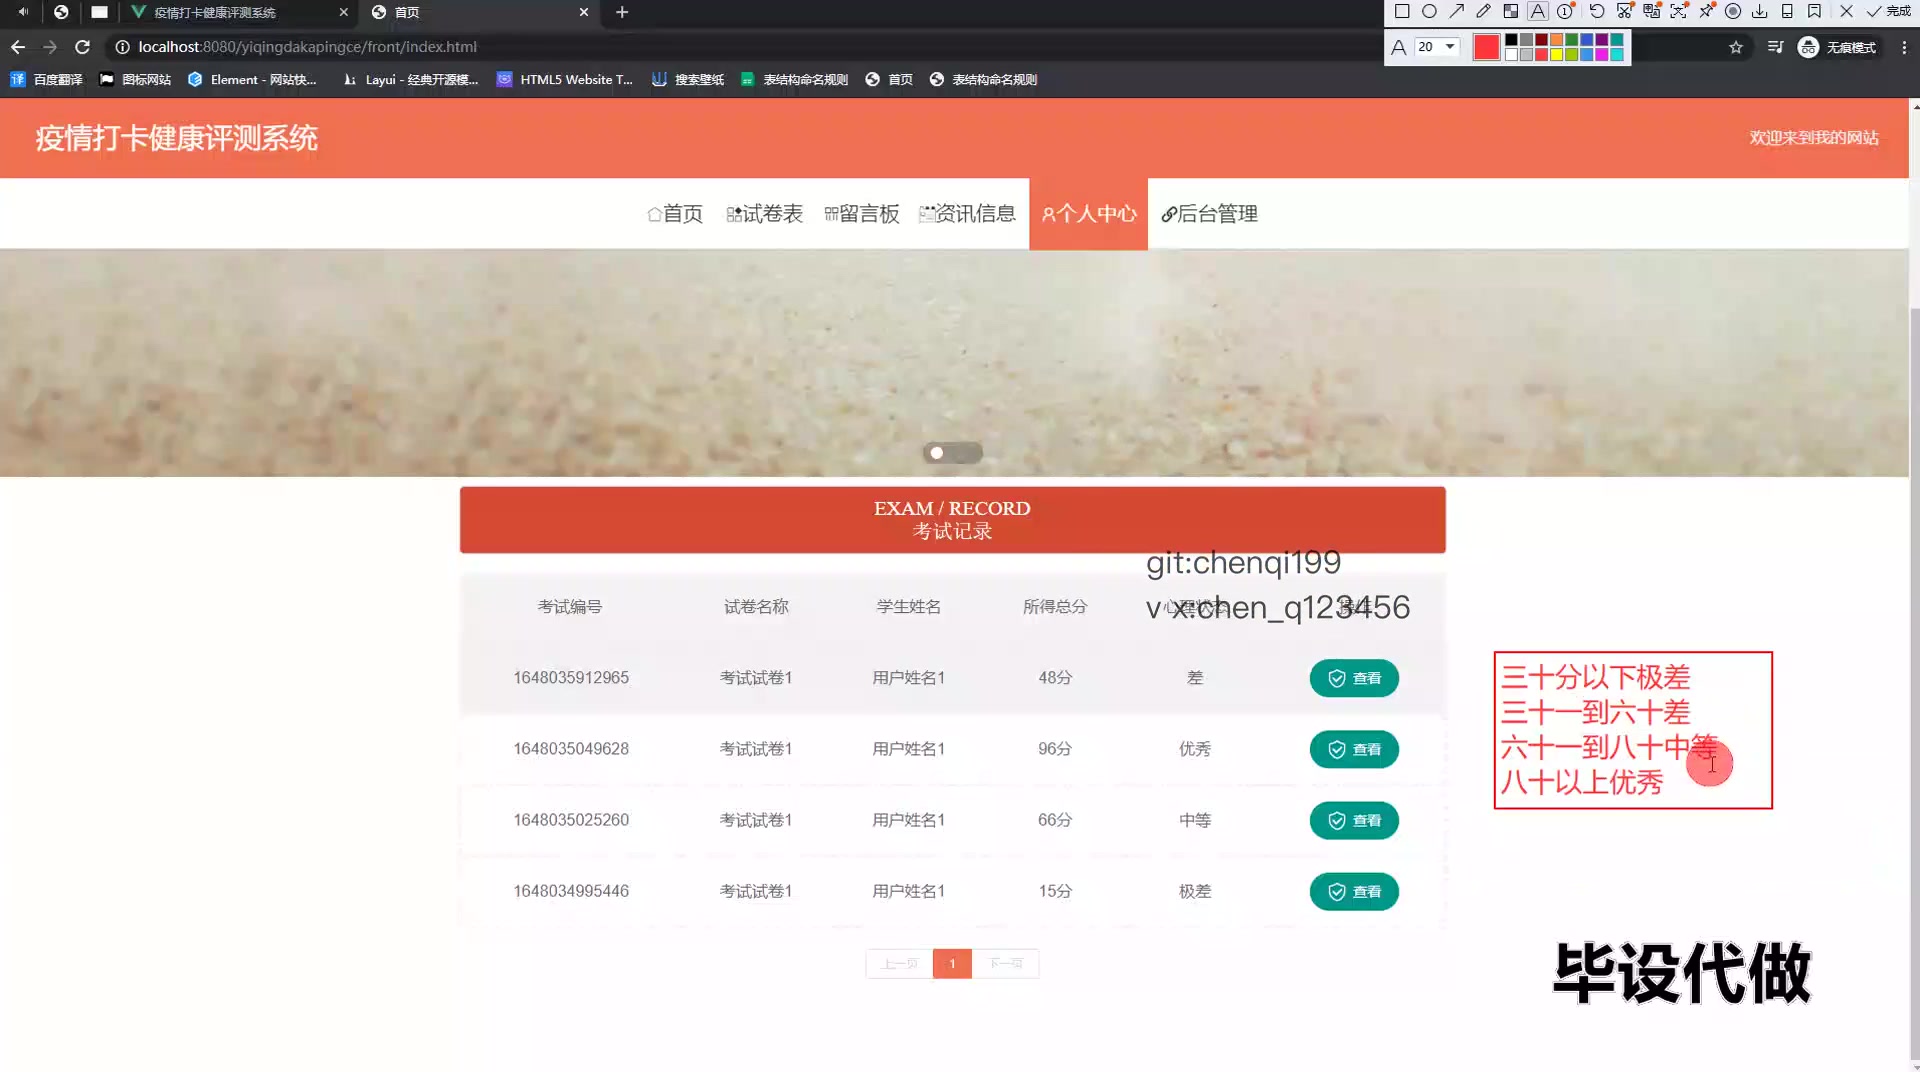 疫情打卡健康评测系统
首页
完成
localhost:8080/yiqingdakapingce/front/index.html
A 20
无痕模式
百度翻译
图标网站
Element - 网站快...
Layui - 经典开源模...
HTML5 Website T...
搜索壁纸
表结构命名规则
首页
表结构命名规则
疫情打卡健康评测系统
欢迎来到我的网站
首页
试卷表
留言板
资讯信息
个人中心
后台管理
EXAM / RECORD
考试记录
git:chenqi199
v x:chen_q123456
考试编号 试卷名称 学生姓名 所得总分 心理状态 操作
1648035912965 考试试卷1 用户姓名1 48分 差 查看
1648035049628 考试试卷1 用户姓名1 96分 优秀 查看
1648035025260 考试试卷1 用户姓名1 66分 中等 查看
1648034995446 考试试卷1 用户姓名1 15分 极差 查看
三十分以下极差
三十一到六十差
六十一到八十中等
八十以上优秀
上一页 1 下一页
毕设代做